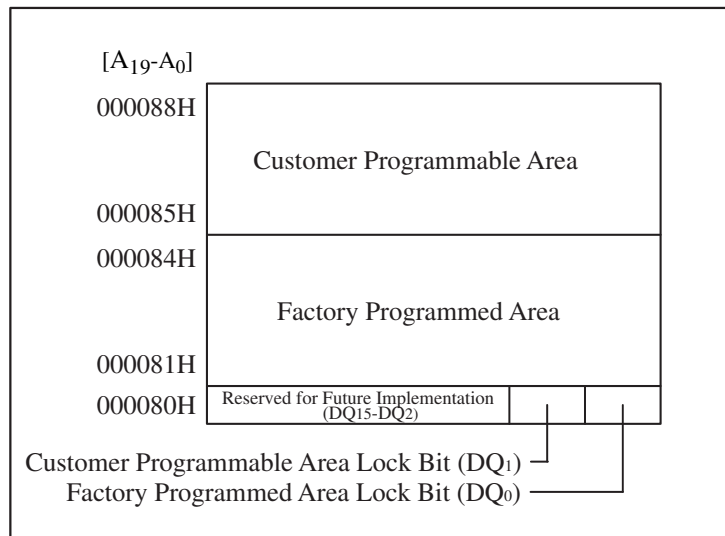 [A19-A0]
000088H
Customer Programmable Area
000085H
000084H
Factory Programmed Area
000081H
000080H
Reserved for Future Implementation
(DQ15-DQ2)
Customer Programmable Area Lock Bit (DQ1)
Factory Programmed Area Lock Bit (DQ0)